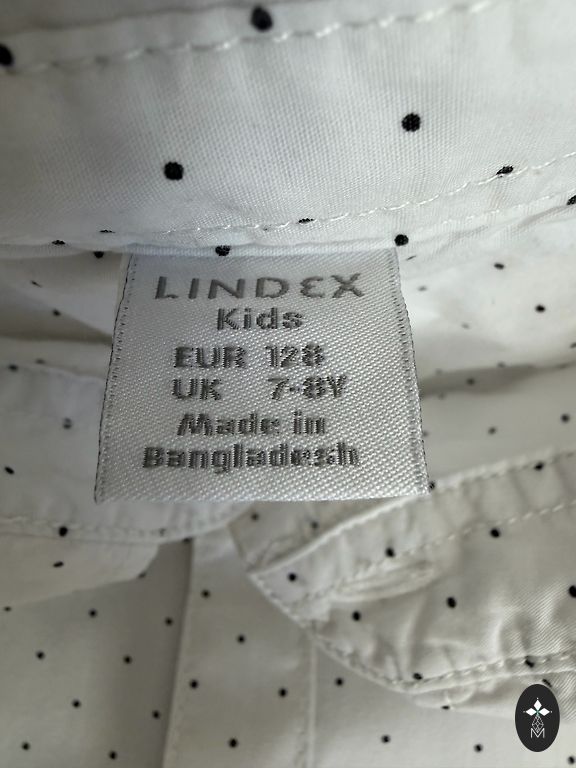 LINDEX
Kids
EUR 128
UK 7-8Y
Made in
Bangladesh
M